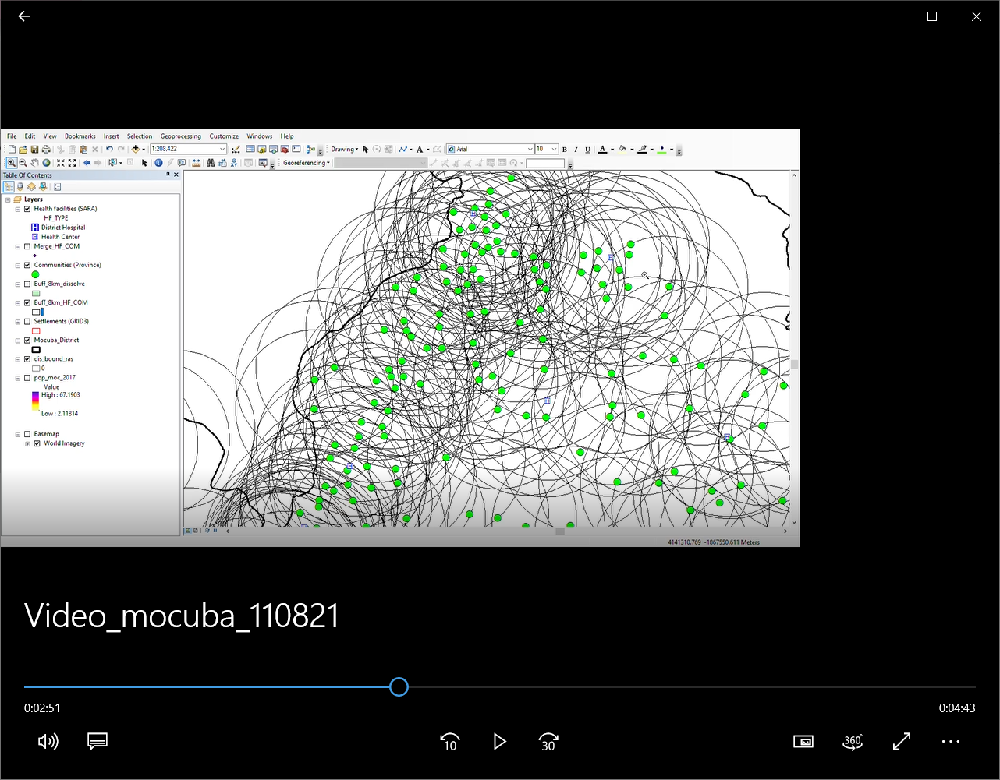 File Edit View Bookmarks Insert Selection Geoprocessing Customize Windows Help
1:208.422 Drawing Arial 10 B I U A
Georeferencing
Table Of Contents
Layers
Health facilities (SARA)
HF_TYPE
District Hospital
Health Center
Merge_HF_COM
Communities (Province)
Buff_8km_dissolve
Buff_8km_HF_COM
Settlements (GRID3)
Mocuba_District
dis_bound_ras
0
pop_moc_2017
Value
High : 67.1903
Low : 2.11814
Basemap
World Imagery
4141310.769 -1867550.611 Meters
Video_mocuba_110821
0:02:51 0:04:43
10 30 360°